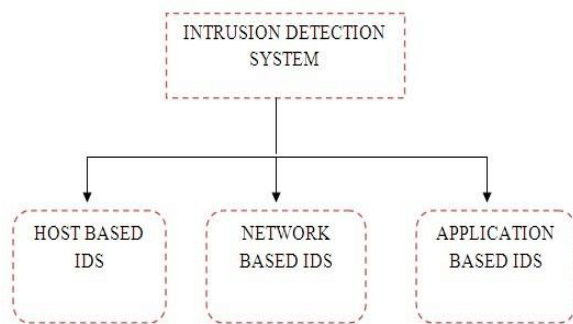 INTRUSION DETECTION
SYSTEM
HOST BASED
IDS
NETWORK
BASED IDS
APPLICATION
BASED IDS